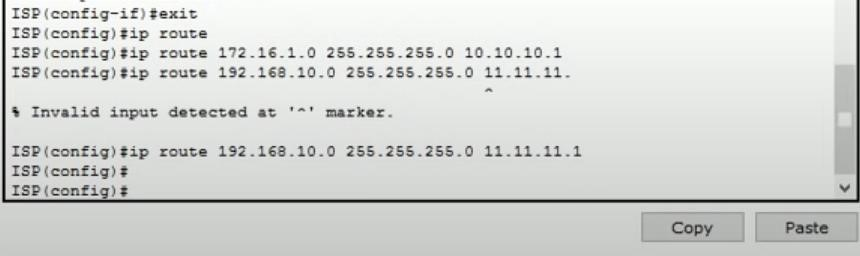 ISP(config-if)#exit
ISP(config)#ip route
ISP(config)#ip route 172.16.1.0 255.255.255.0 10.10.10.1
ISP(config)#ip route 192.168.10.0 255.255.255.0 11.11.11.
^
% Invalid input detected at '^' marker.
ISP(config)#ip route 192.168.10.0 255.255.255.0 11.11.11.1
ISP(config)#
ISP(config)#
Copy Paste